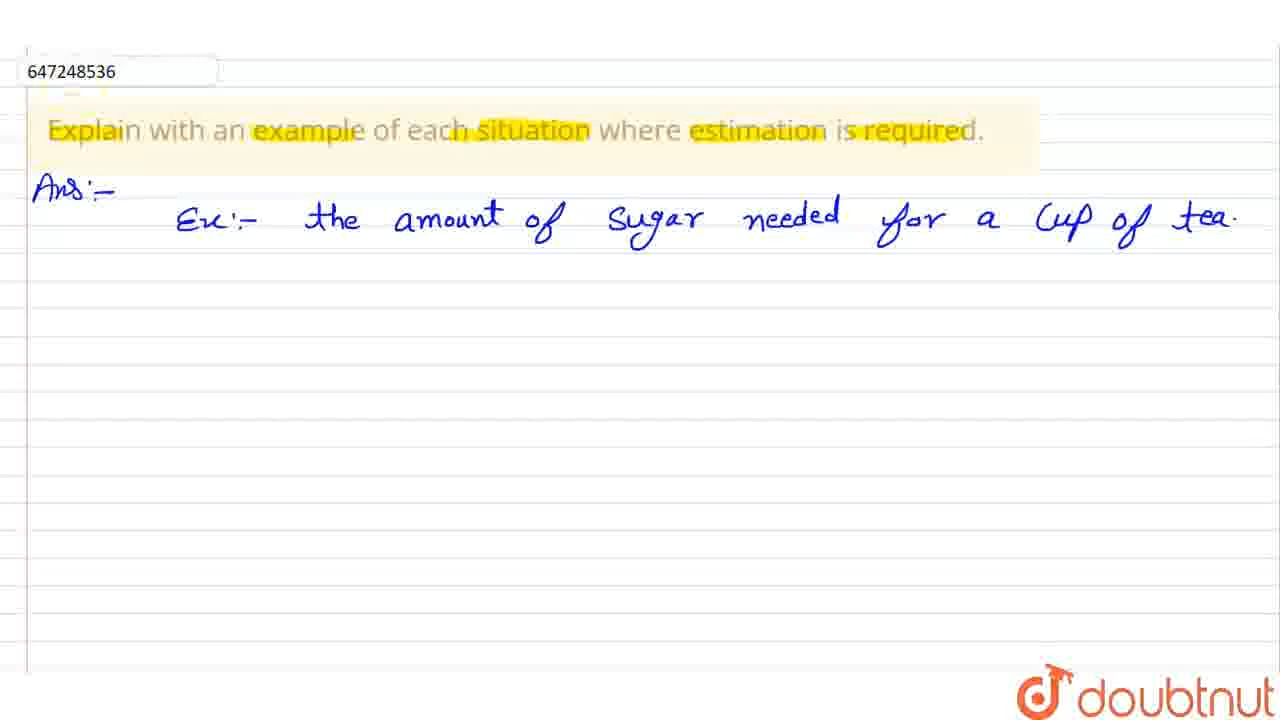 647248536
Explain with an example of each situation where estimation is required.
Ans:-
Ex:- the amount of sugar needed for a cup of tea.
doubtnut